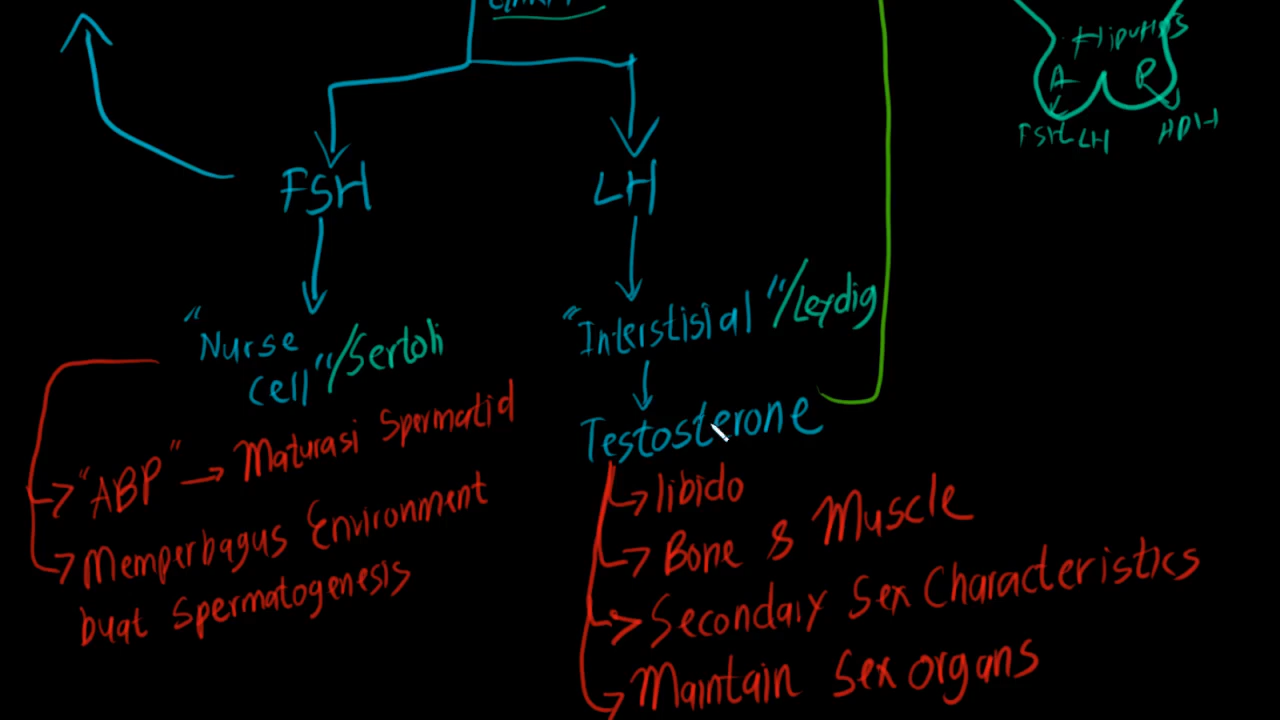 Hipofisis
A P
FSH LH ADH
FSH LH
"Nurse
Cell"/Sertoli
"Interstisial"/Leydig
Testosterone
"ABP" → Maturasi Spermatid
Memperbagus Environment
buat Spermatogenesis
libido
Bone & Muscle
Secondary Sex Characteristics
Maintain Sex organs